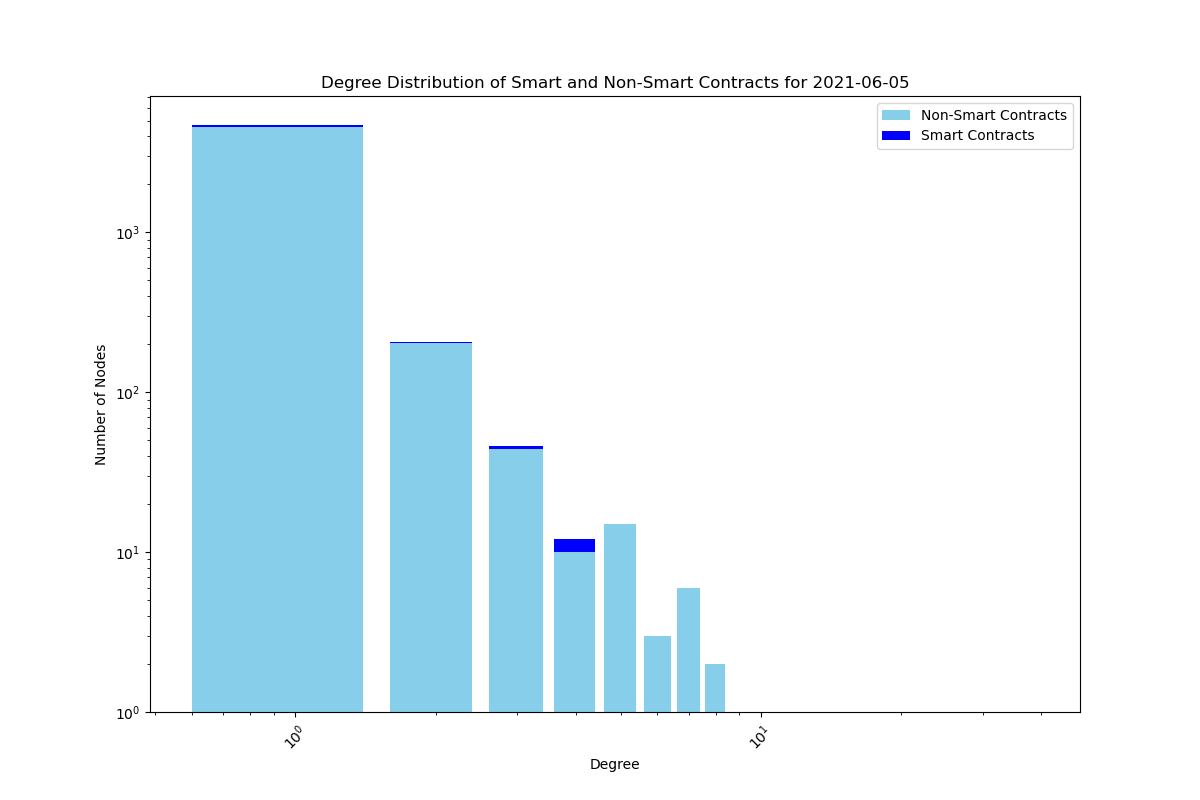 Degree Distribution of Smart and Non-Smart Contracts for 2021-06-05
Non-Smart Contracts
Smart Contracts
Number of Nodes
10³
10²
10¹
10⁰
10⁰
10¹
Degree